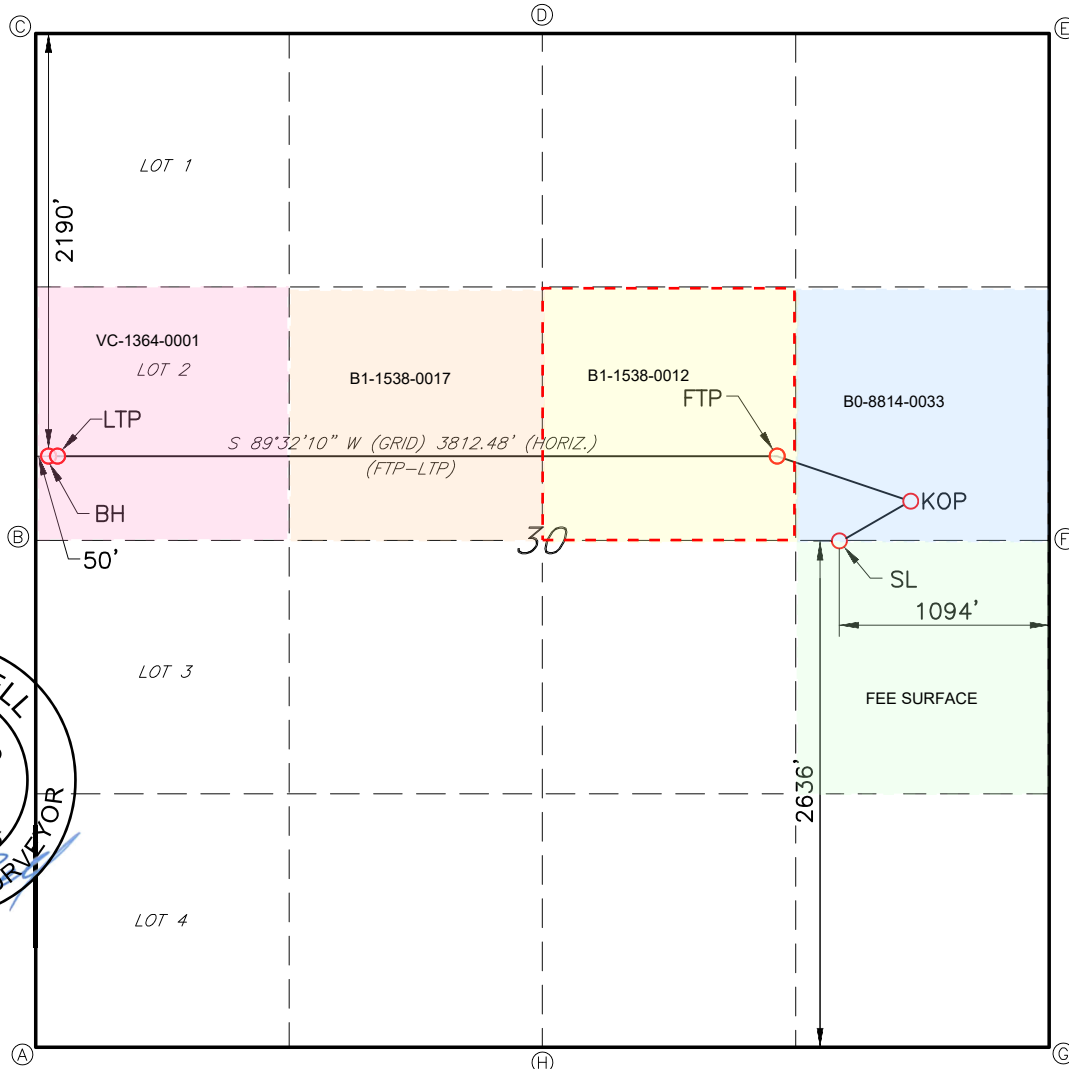 C
D
E
LOT 1
2190'
VC-1364-0001
LOT 2
B1-1538-0017
B1-1538-0012
B0-8814-0033
LTP
FTP
S 89°32'10" W (GRID) 3812.48' (HORIZ.)
(FTP-LTP)
BH
KOP
B
30
F
50'
SL
1094'
LOT 3
FEE SURFACE
2636'
SURVEYOR
LOT 4
A
H
G